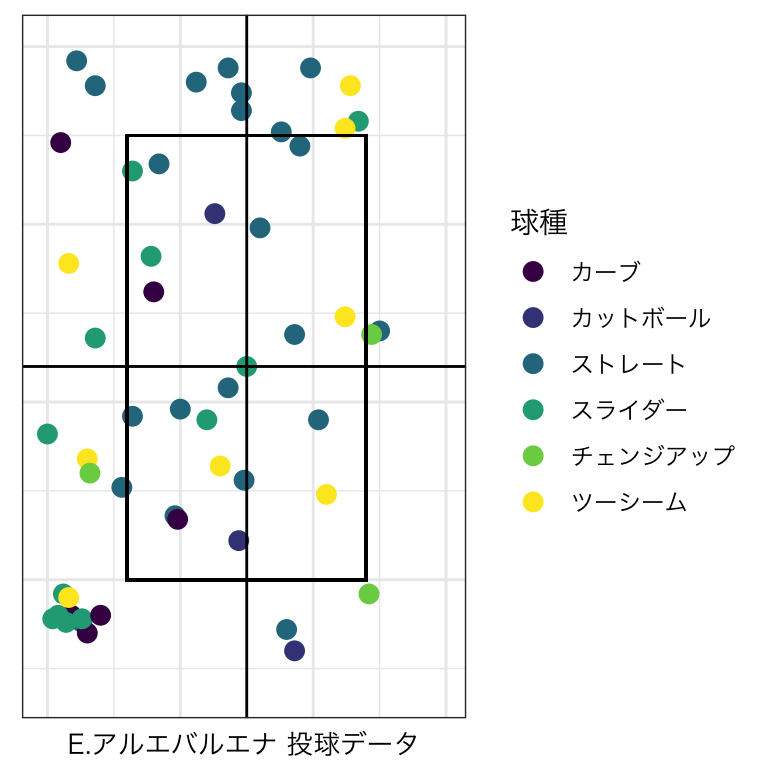 球種
カーブ
カットボール
ストレート
スライダー
チェンジアップ
ツーシーム
E.アルエバルエナ 投球データ